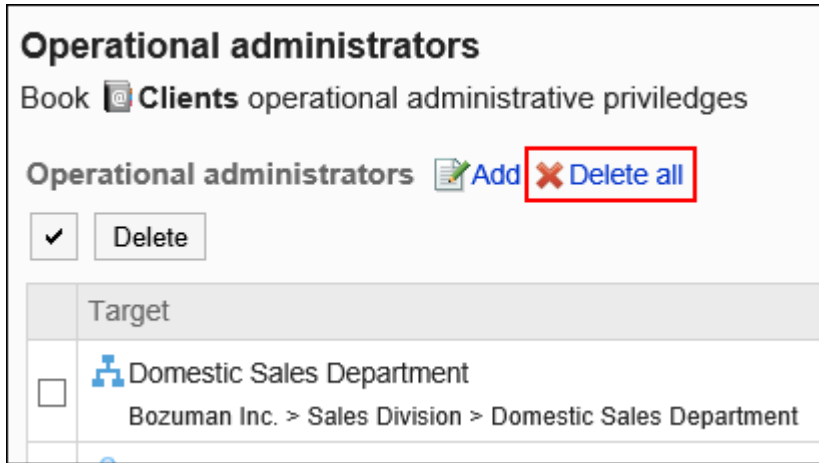 Operational administrators
Book Clients operational administrative priviledges
Operational administrators Add Delete all
Delete
Target
Domestic Sales Department
Bozuman Inc. > Sales Division > Domestic Sales Department